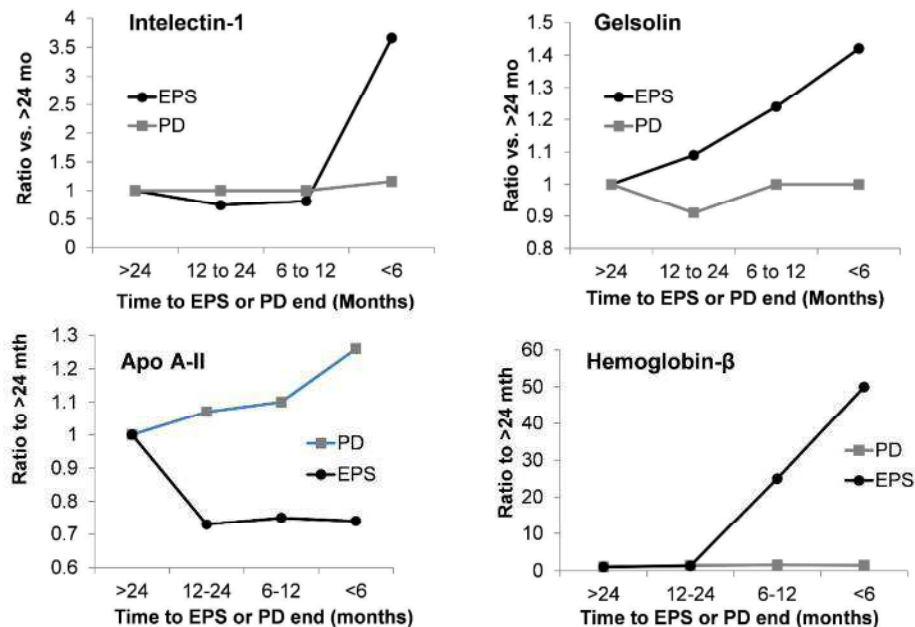 Intelectin-1
Ratio vs. >24 mo
4
3.5
3
2.5
2
1.5
1
0.5
0
EPS
PD
>24 12 to 24 6 to 12 <6
Time to EPS or PD end (Months)
Gelsolin
Ratio vs. >24 mo
1.5
1.4
1.3
1.2
1.1
1
0.9
0.8
EPS
PD
>24 12 to 24 6 to 12 <6
Time to EPS or PD end (Months)
Apo A-II
Ratio to >24 mth
1.3
1.2
1.1
1
0.9
0.8
0.7
0.6
PD
EPS
>24 12-24 6-12 <6
Time to EPS or PD end (months)
Hemoglobin-β
Ratio to >24 mth
60
50
40
30
20
10
0
PD
EPS
>24 12-24 6-12 <6
Time to EPS or PD end (months)